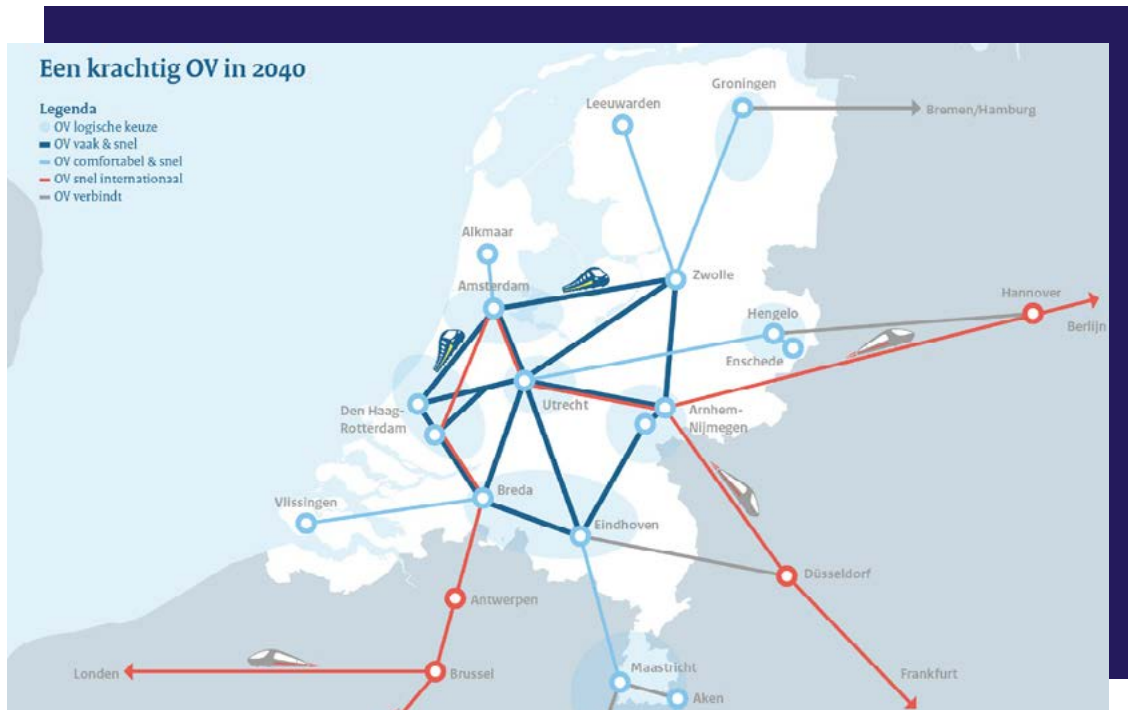 Een krachtig OV in 2040
Legenda
OV logische keuze
OV vaak & snel
OV comfortabel & snel
OV snel internationaal
OV verbindt
Groningen
Leeuwarden
Bremen/Hamburg
Alkmaar
Zwolle
Amsterdam
Hannover
Hengelo
Berlijn
Enschede
Utrecht
Den Haag-
Rotterdam
Arnhem-
Nijmegen
Breda
Vlissingen
Eindhoven
Düsseldorf
Antwerpen
Maastricht
Londen
Brussel
Frankfurt
Aken